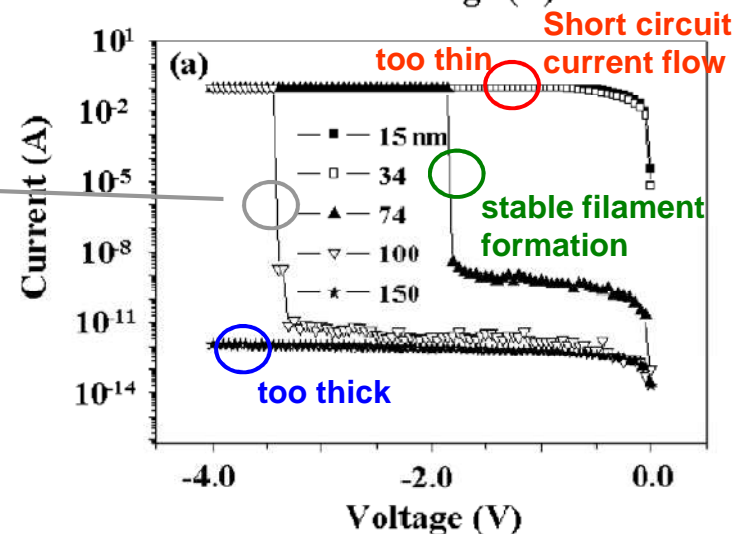 Short circuit
current flow
too thin
(a)
10¹
10⁻²
10⁻⁵
10⁻⁸
10⁻¹¹
10⁻¹⁴
Current (A)
15 nm
34
74
100
150
stable filament
formation
too thick
-4.0 -2.0 0.0
Voltage (V)